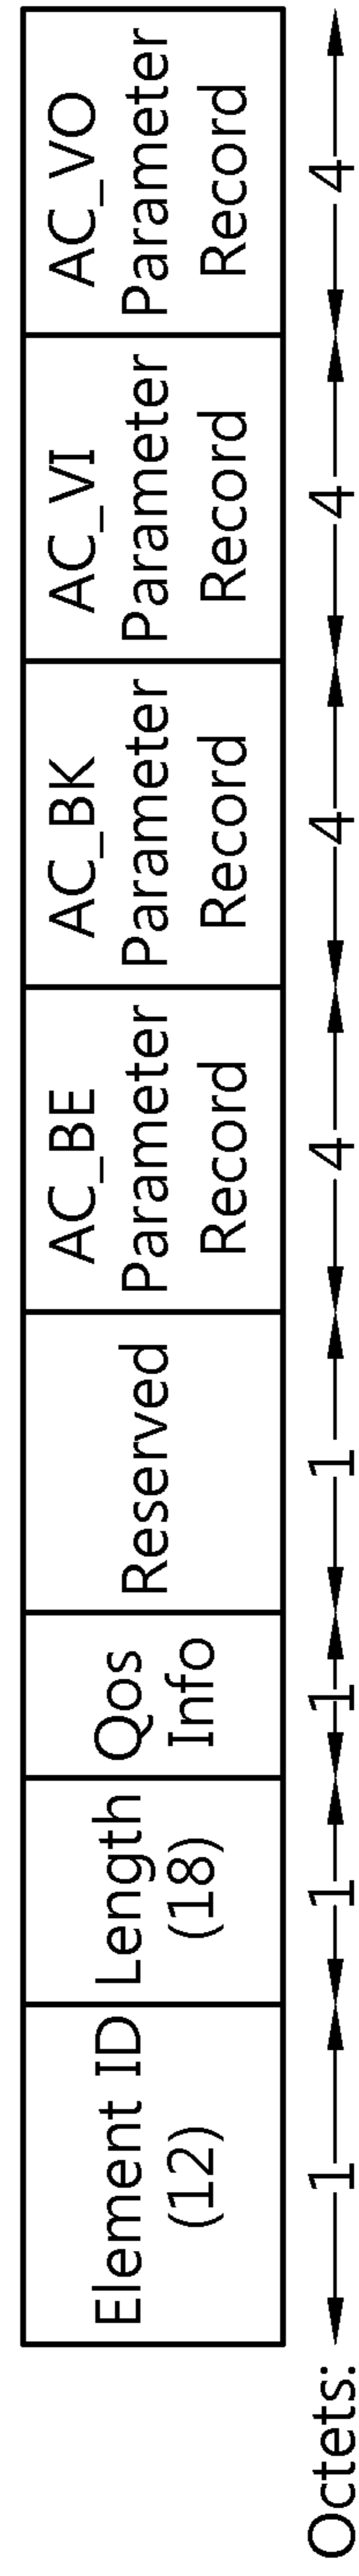 Element ID
(12)
Length
(18)
Qos
Info
Reserved
AC_BE
Parameter
Record
AC_BK
Parameter
Record
AC_VI
Parameter
Record
AC_VO
Parameter
Record
Octets: 1 1 1 1 4 4 4 4